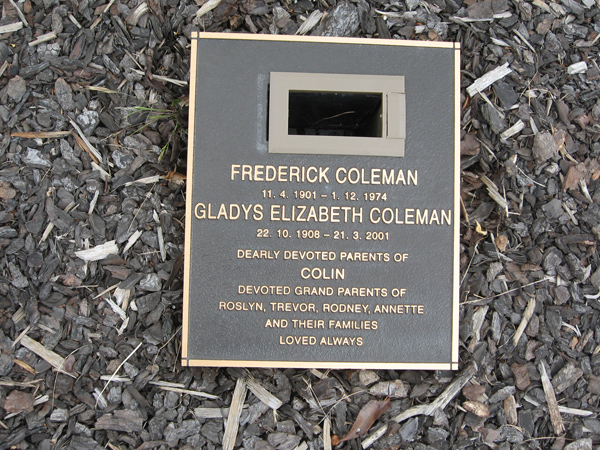 FREDERICK COLEMAN
11. 4. 1901 – 1. 12. 1974
GLADYS ELIZABETH COLEMAN
22. 10. 1908 – 21. 3. 2001
DEARLY DEVOTED PARENTS OF
COLIN
DEVOTED GRAND PARENTS OF
ROSLYN, TREVOR, RODNEY, ANNETTE
AND THEIR FAMILIES
LOVED ALWAYS